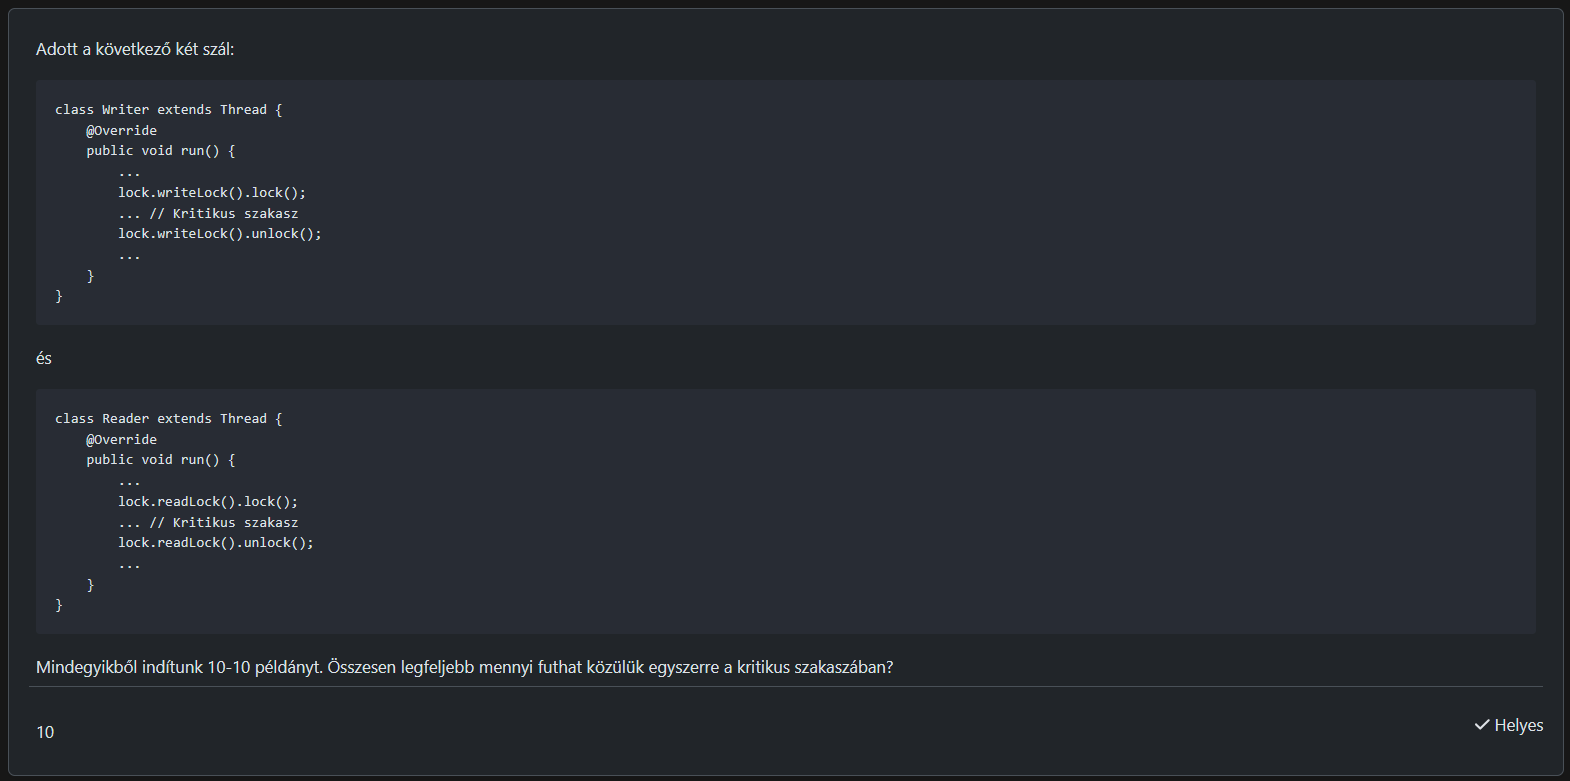 Adott a következő két szál:
class Writer extends Thread {
    @Override
    public void run() {
        ...
        lock.writeLock().lock();
        ... // Kritikus szakasz
        lock.writeLock().unlock();
        ...
    }
}
és
class Reader extends Thread {
    @Override
    public void run() {
        ...
        lock.readLock().lock();
        ... // Kritikus szakasz
        lock.readLock().unlock();
        ...
    }
}
Mindegyikből indítunk 10-10 példányt. Összesen legfeljebb mennyi futhat közülük egyszerre a kritikus szakaszában?
10
✓ Helyes